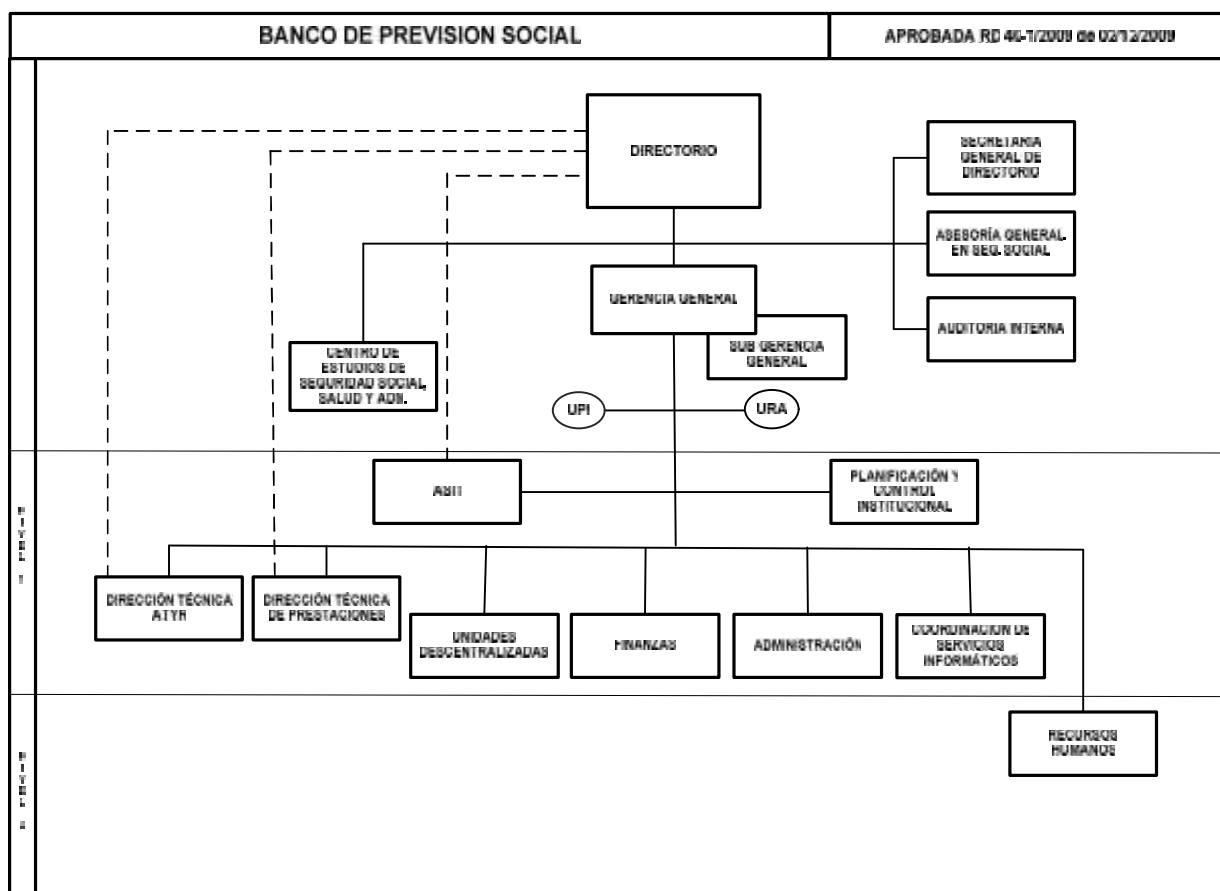 BANCO DE PREVISION SOCIAL
APROBADA RD 46-1/2009 de 02/12/2009
DIRECTORIO
SECRETARIA
GENERAL DE
DIRECTORIO
ASESORÍA GENERAL
EN SEG. SOCIAL
AUDITORIA INTERNA
GERENCIA GENERAL
SUB GERENCIA
GENERAL
CENTRO DE
ESTUDIOS DE
SEGURIDAD SOCIAL,
SALUD Y ADM.
UPI
URA
ASIT
PLANIFICACIÓN Y
CONTROL
INSTITUCIONAL
NIVEL
DIRECCIÓN TÉCNICA
ATYR
DIRECCIÓN TÉCNICA
DE PRESTACIONES
UNIDADES
DESCENTRALIZADAS
FINANZAS
ADMINISTRACIÓN
COORDINACION DE
SERVICIOS
INFORMÁTICOS
NIVEL
RECURSOS
HUMANOS